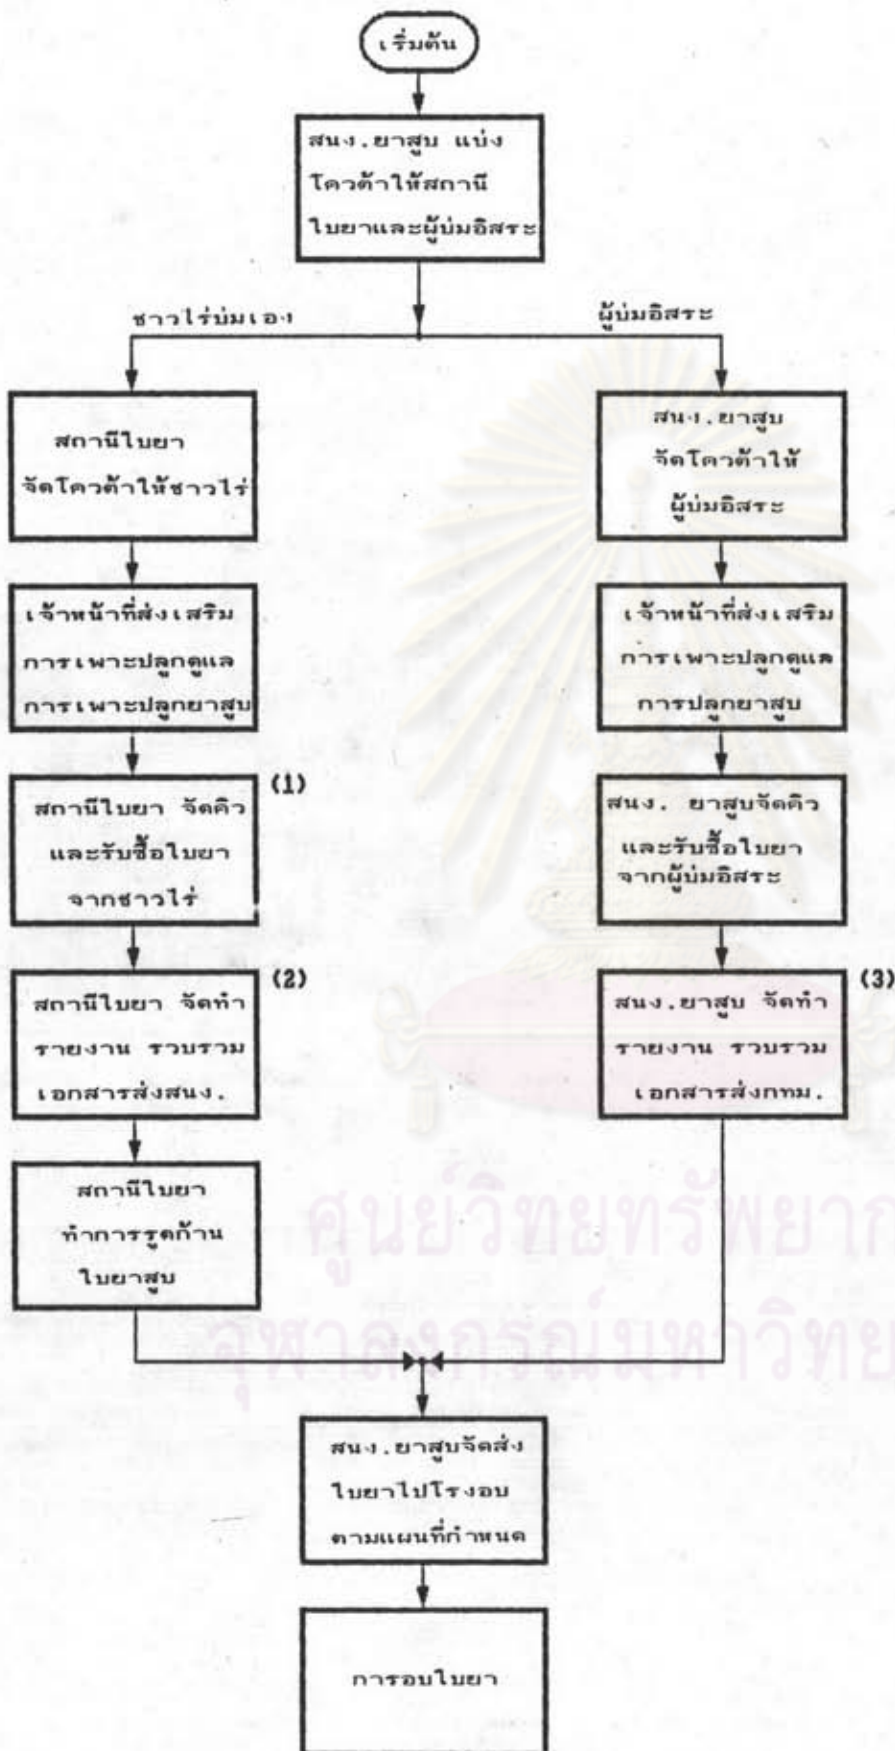 เริ่มต้น
สนง.ยาสูบ แบ่ง
โควต้าให้สถานี
ใบยาและผู้บ่มอิสระ
ชาวไร่บ่มเอง
ผู้บ่มอิสระ
สถานีใบยา
จัดโควต้าให้ชาวไร่
สนง.ยาสูบ
จัดโควต้าให้
ผู้บ่มอิสระ
เจ้าหน้าที่ส่งเสริม
การเพาะปลูกดูแล
การเพาะปลูกยาสูบ
เจ้าหน้าที่ส่งเสริม
การเพาะปลูกดูแล
การปลูกยาสูบ
(1)
สถานีใบยา จัดคิว
และรับซื้อใบยา
จากชาวไร่
สนง. ยาสูบจัดคิว
และรับซื้อใบยา
จากผู้บ่มอิสระ
(2)
สถานีใบยา จัดทำ
รายงาน รวบรวม
เอกสารส่งสนง.
(3)
สนง.ยาสูบ จัดทำ
รายงาน รวบรวม
เอกสารส่งกทม.
สถานีใบยา
ทำการรูดก้าน
ใบยาสูบ
ศูนย์วิทยทรัพยาก
จุฬาลงกรณ์มหาวิทย
สนง.ยาสูบจัดส่ง
ใบยาไปโรงอบ
ตามแผนที่กำหนด
การอบใบยา